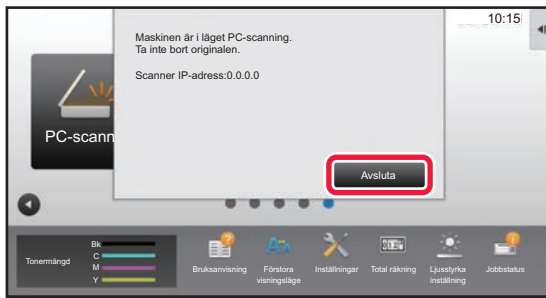 10:15
Maskinen är i läget PC-scanning.
Ta inte bort originalen.
Scanner IP-adress:0.0.0.0
PC-scann
Avsluta
Tonermängd
Bk
C
M
Y
Bruksanvisning
Förstora
visningsläge
Inställningar
Total räkning
Ljusstyrka
inställning
Jobbstatus